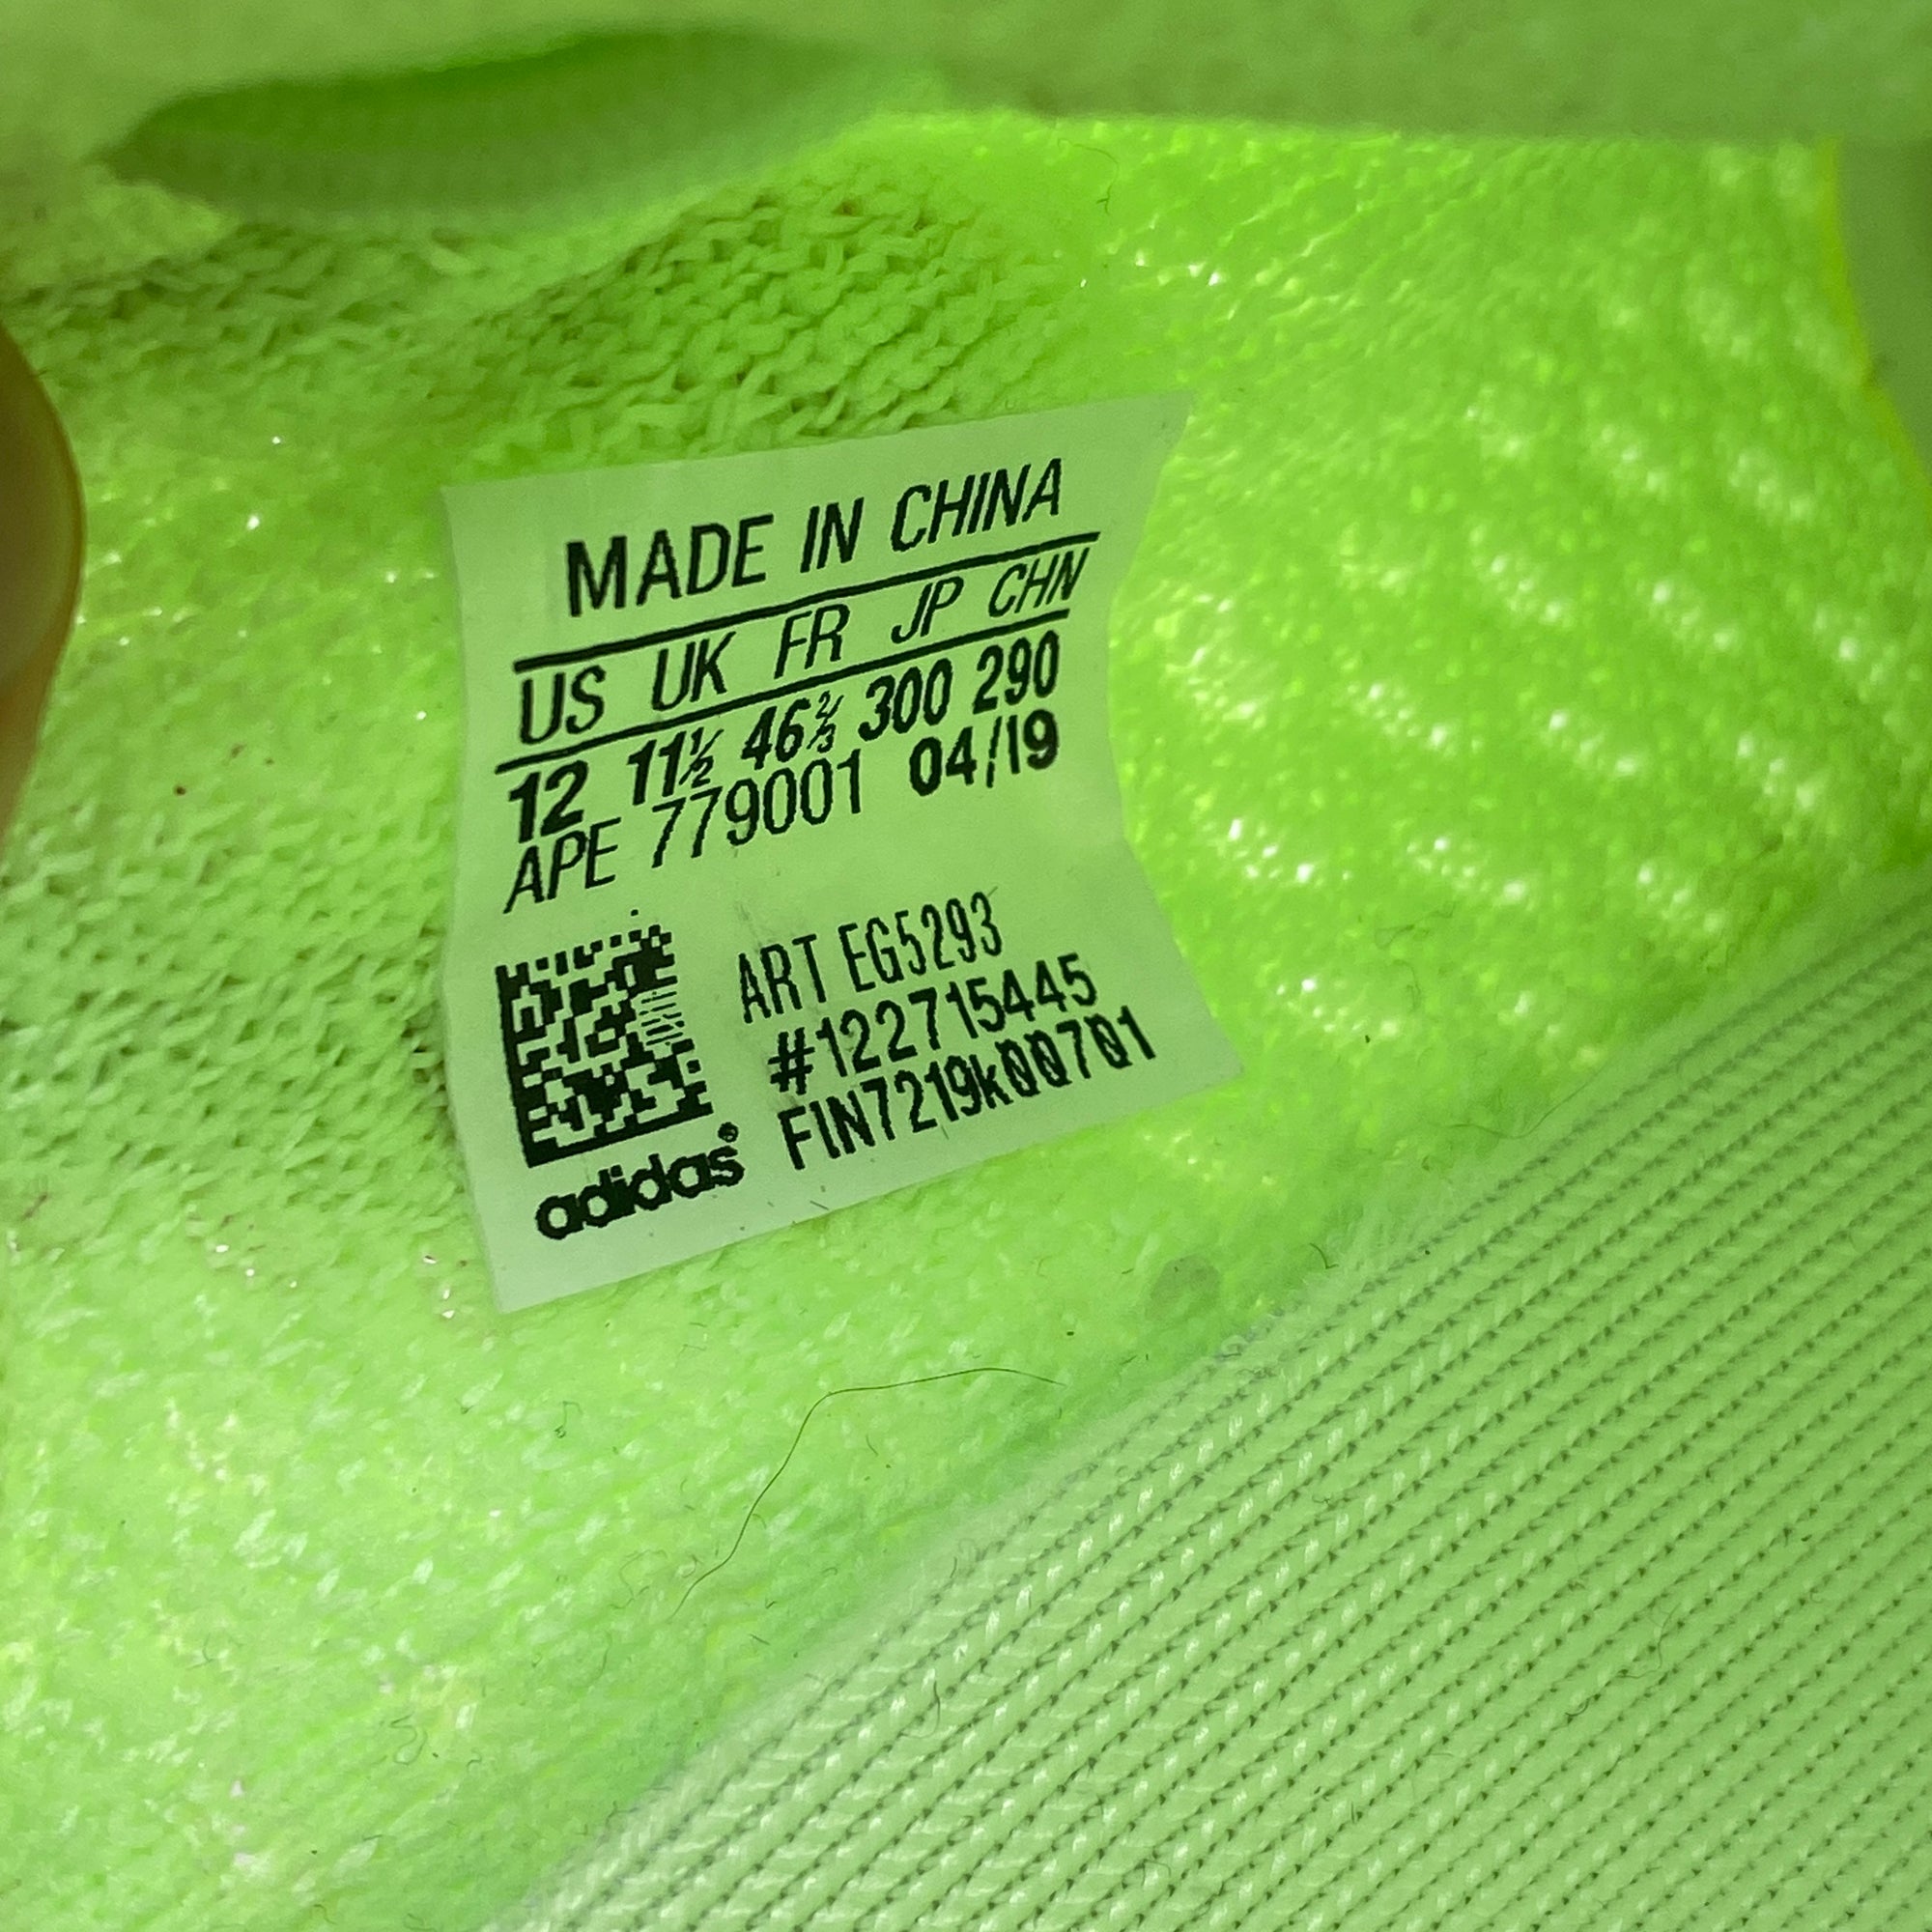 MADE IN CHINA
US UK FR JP CHN
12 11½ 46⅔ 300 290
APE 779001 04/19
ART EG5293
#122715445
FIN7219k00701
adidas®